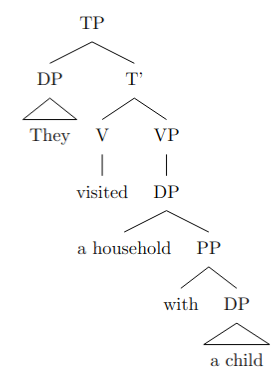 TP
DP T'
They V VP
visited DP
a household PP
with DP
a child